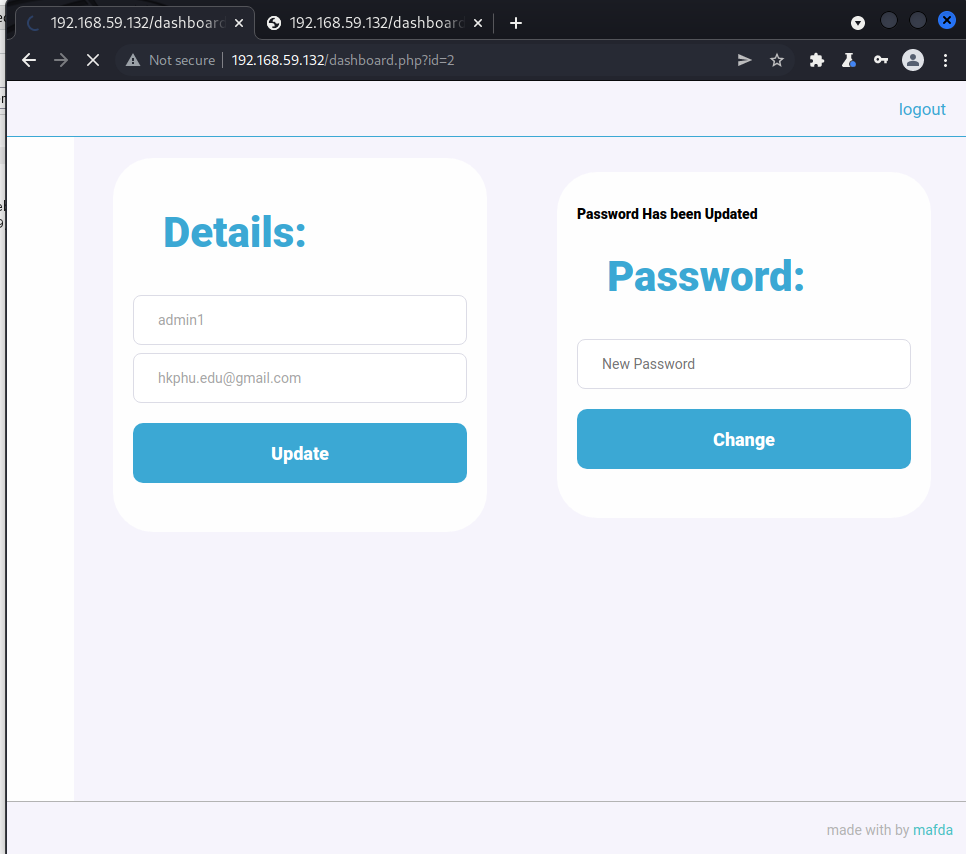 192.168.59.132/dashboard
192.168.59.132/dashboard
Not secure
192.168.59.132/dashboard.php?id=2
logout
Details:
admin1
hkphu.edu@gmail.com
Update
Password Has been Updated
Password:
New Password
Change
made with by mafda